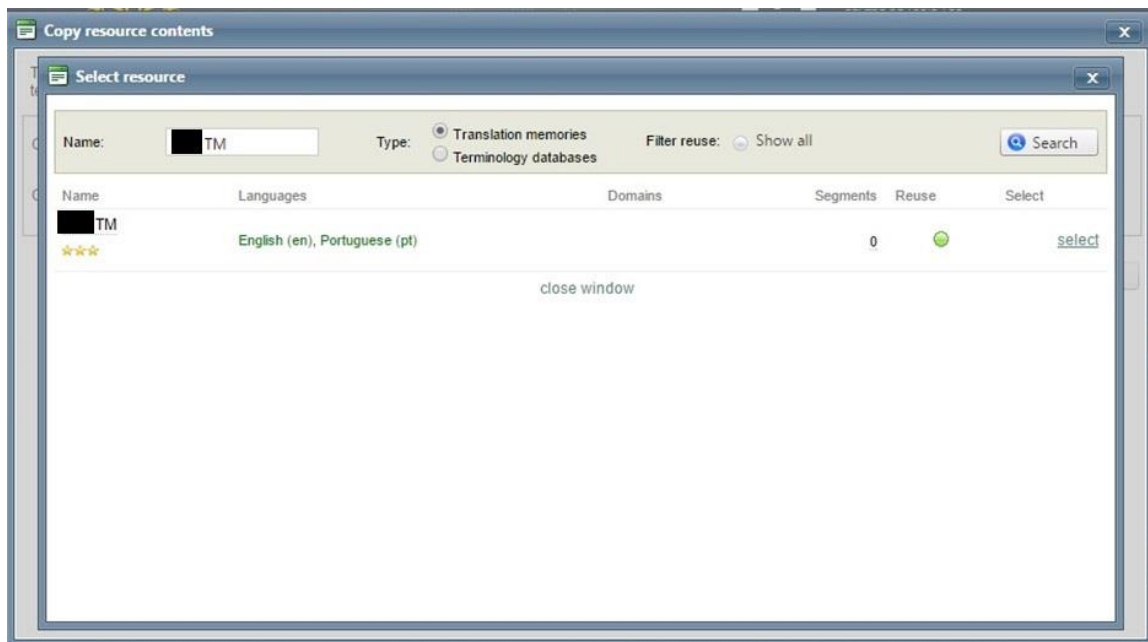 Copy resource contents
x
Select resource
x
Name:
TM
Type:
Translation memories
Terminology databases
Filter reuse:
Show all
Search
Name Languages Domains Segments Reuse Select
TM
English (en), Portuguese (pt) 0 select
close window